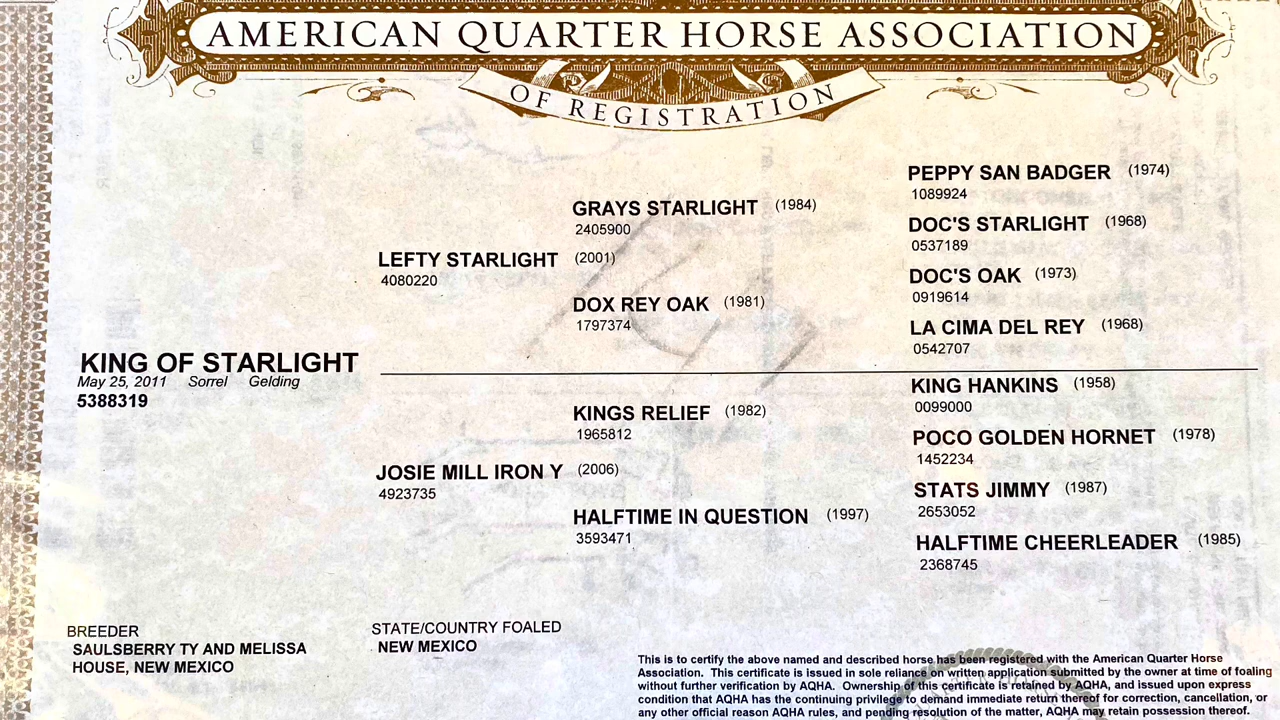 AMERICAN QUARTER HORSE ASSOCIATION
OF REGISTRATION
PEPPY SAN BADGER (1974)
1089924
GRAYS STARLIGHT (1984)
2405900
DOC'S STARLIGHT (1968)
0537189
LEFTY STARLIGHT (2001)
4080220
DOC'S OAK (1973)
0919614
DOX REY OAK (1981)
1797374
LA CIMA DEL REY (1968)
0542707
KING OF STARLIGHT
May 25, 2011 Sorrel Gelding
5388319
KING HANKINS (1958)
0099000
KINGS RELIEF (1982)
1965812
POCO GOLDEN HORNET (1978)
1452234
JOSIE MILL IRON Y (2006)
4923735
STATS JIMMY (1987)
2653052
HALFTIME IN QUESTION (1997)
3593471
HALFTIME CHEERLEADER (1985)
2368745
BREEDER
SAULSBERRY TY AND MELISSA
HOUSE, NEW MEXICO
STATE/COUNTRY FOALED
NEW MEXICO
This is to certify the above named and described horse has been registered with the American Quarter Horse
Association. This certificate is issued in sole reliance on written application submitted by the owner at time of foaling
without further verification by AQHA. Ownership of this certificate is retained by AQHA, and issued upon express
condition that AQHA has the continuing privilege to demand immediate return thereof for correction, cancellation, or
any other official reason AQHA rules, and pending resolution of the matter, AQHA may retain possession thereof.